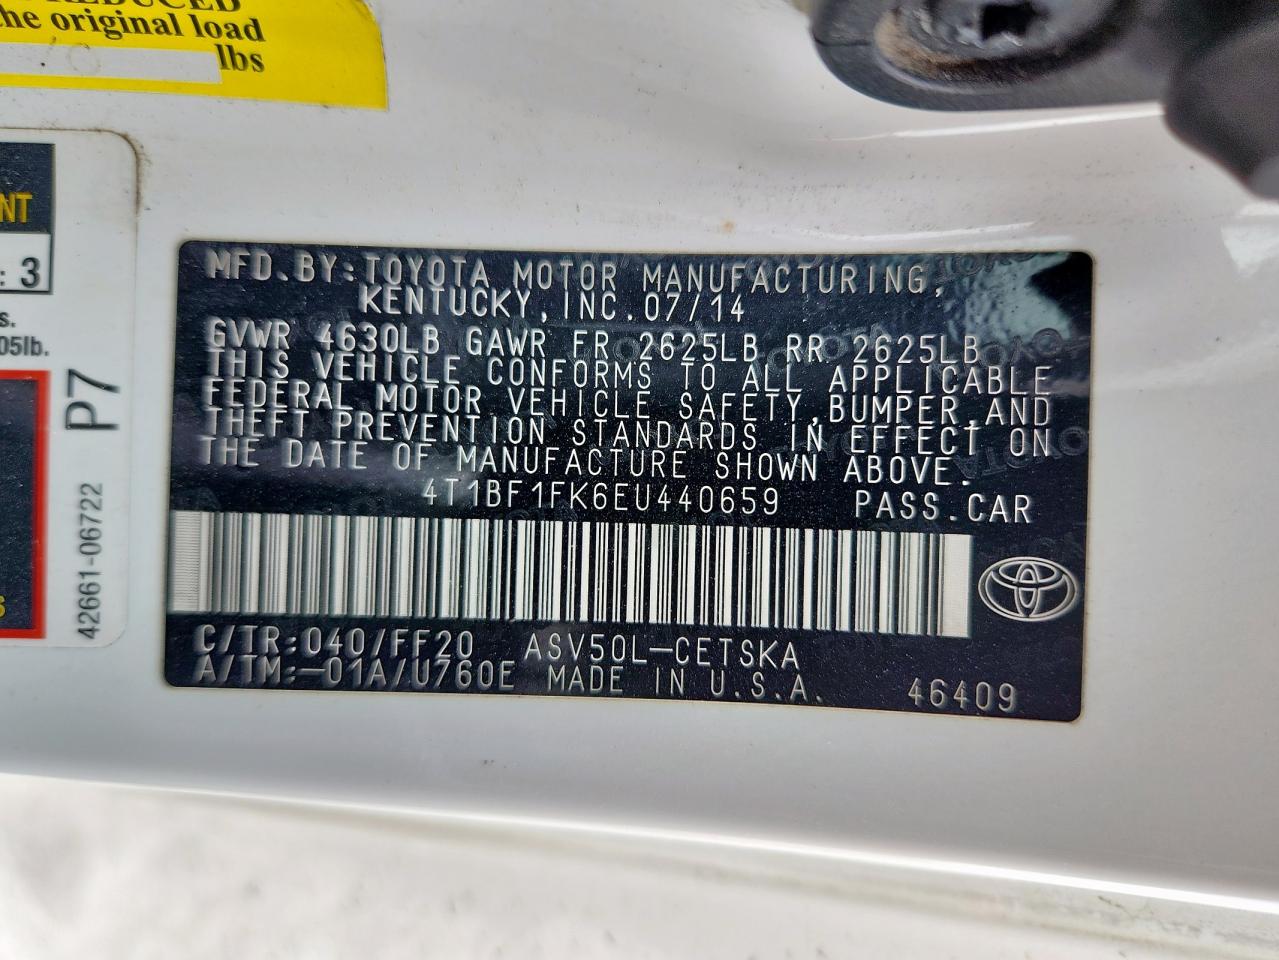 REDUCED
the original load
lbs
NT
: 3
s.
05lb.
P7
42661-06722
s
MFD.BY:TOYOTA MOTOR MANUFACTURING,
KENTUCKY,INC.07/14
GVWR 4630LB GAWR FR 2625LB RR 2625LB
THIS VEHICLE CONFORMS TO ALL APPLICABLE
FEDERAL MOTOR VEHICLE SAFETY,BUMPER,AND
THEFT PREVENTION STANDARDS IN EFFECT ON
THE DATE OF MANUFACTURE SHOWN ABOVE.
4T1BF1FK6EU440659 PASS.CAR
C/TR:040/FF20 ASV50L-CETSKA
A/TM:-01A/U760E MADE IN U.S.A. 46409